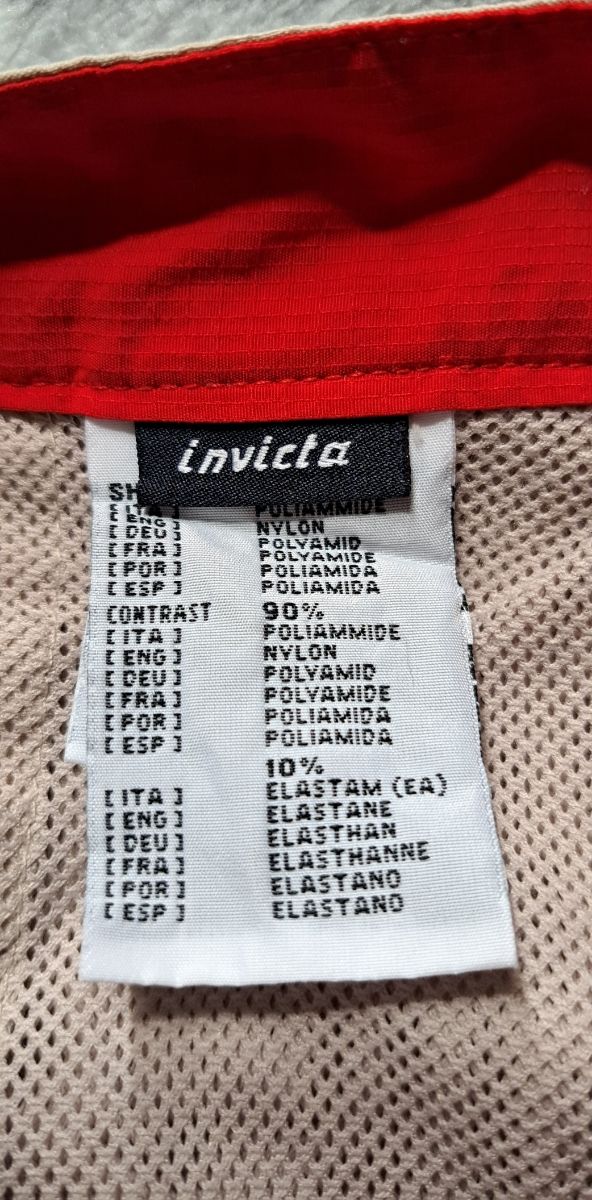 invicta
SH
[ ITA ] POLIAMMIDE
[ ENG ] NYLON
[ DEU ] POLYAMID
[ FRA ] POLYAMIDE
[ POR ] POLIAMIDA
[ ESP ] POLIAMIDA
CONTRAST 90%
[ ITA ] POLIAMMIDE
[ ENG ] NYLON
[ DEU ] POLYAMID
[ FRA ] POLYAMIDE
[ POR ] POLIAMIDA
[ ESP ] POLIAMIDA
10%
[ ITA ] ELASTAM (EA)
[ ENG ] ELASTANE
[ DEU ] ELASTHAN
[ FRA ] ELASTHANNE
[ POR ] ELASTANO
[ ESP ] ELASTANO